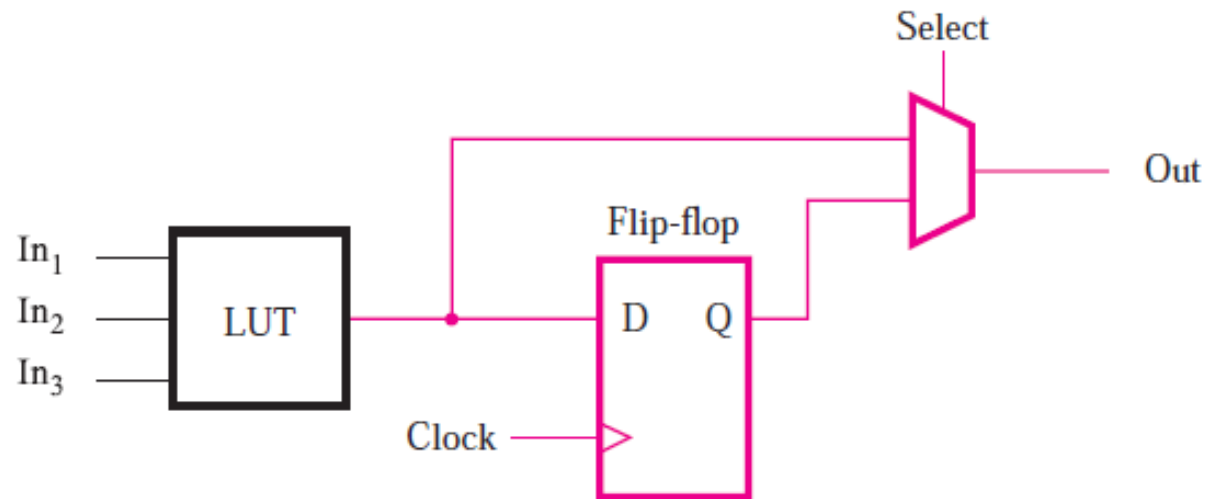 Select
Out
Flip-flop
In1
In2
In3
LUT
D Q
Clock